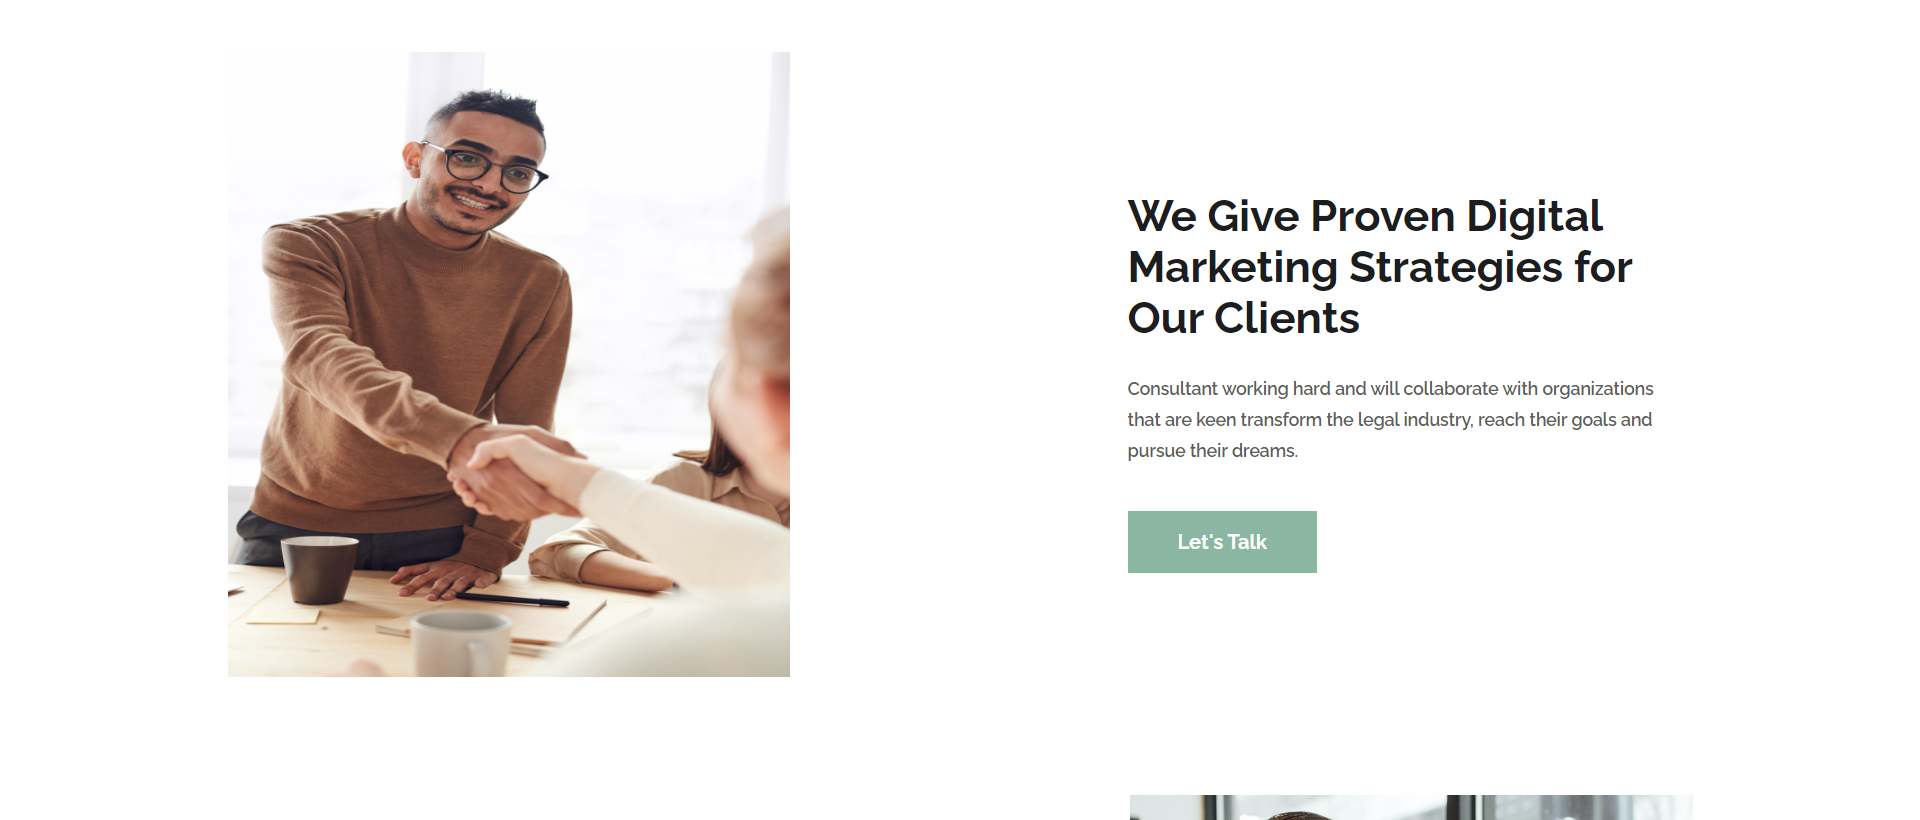 We Give Proven Digital
Marketing Strategies for
Our Clients
Consultant working hard and will collaborate with organizations
that are keen transform the legal industry, reach their goals and
pursue their dreams.
Let's Talk